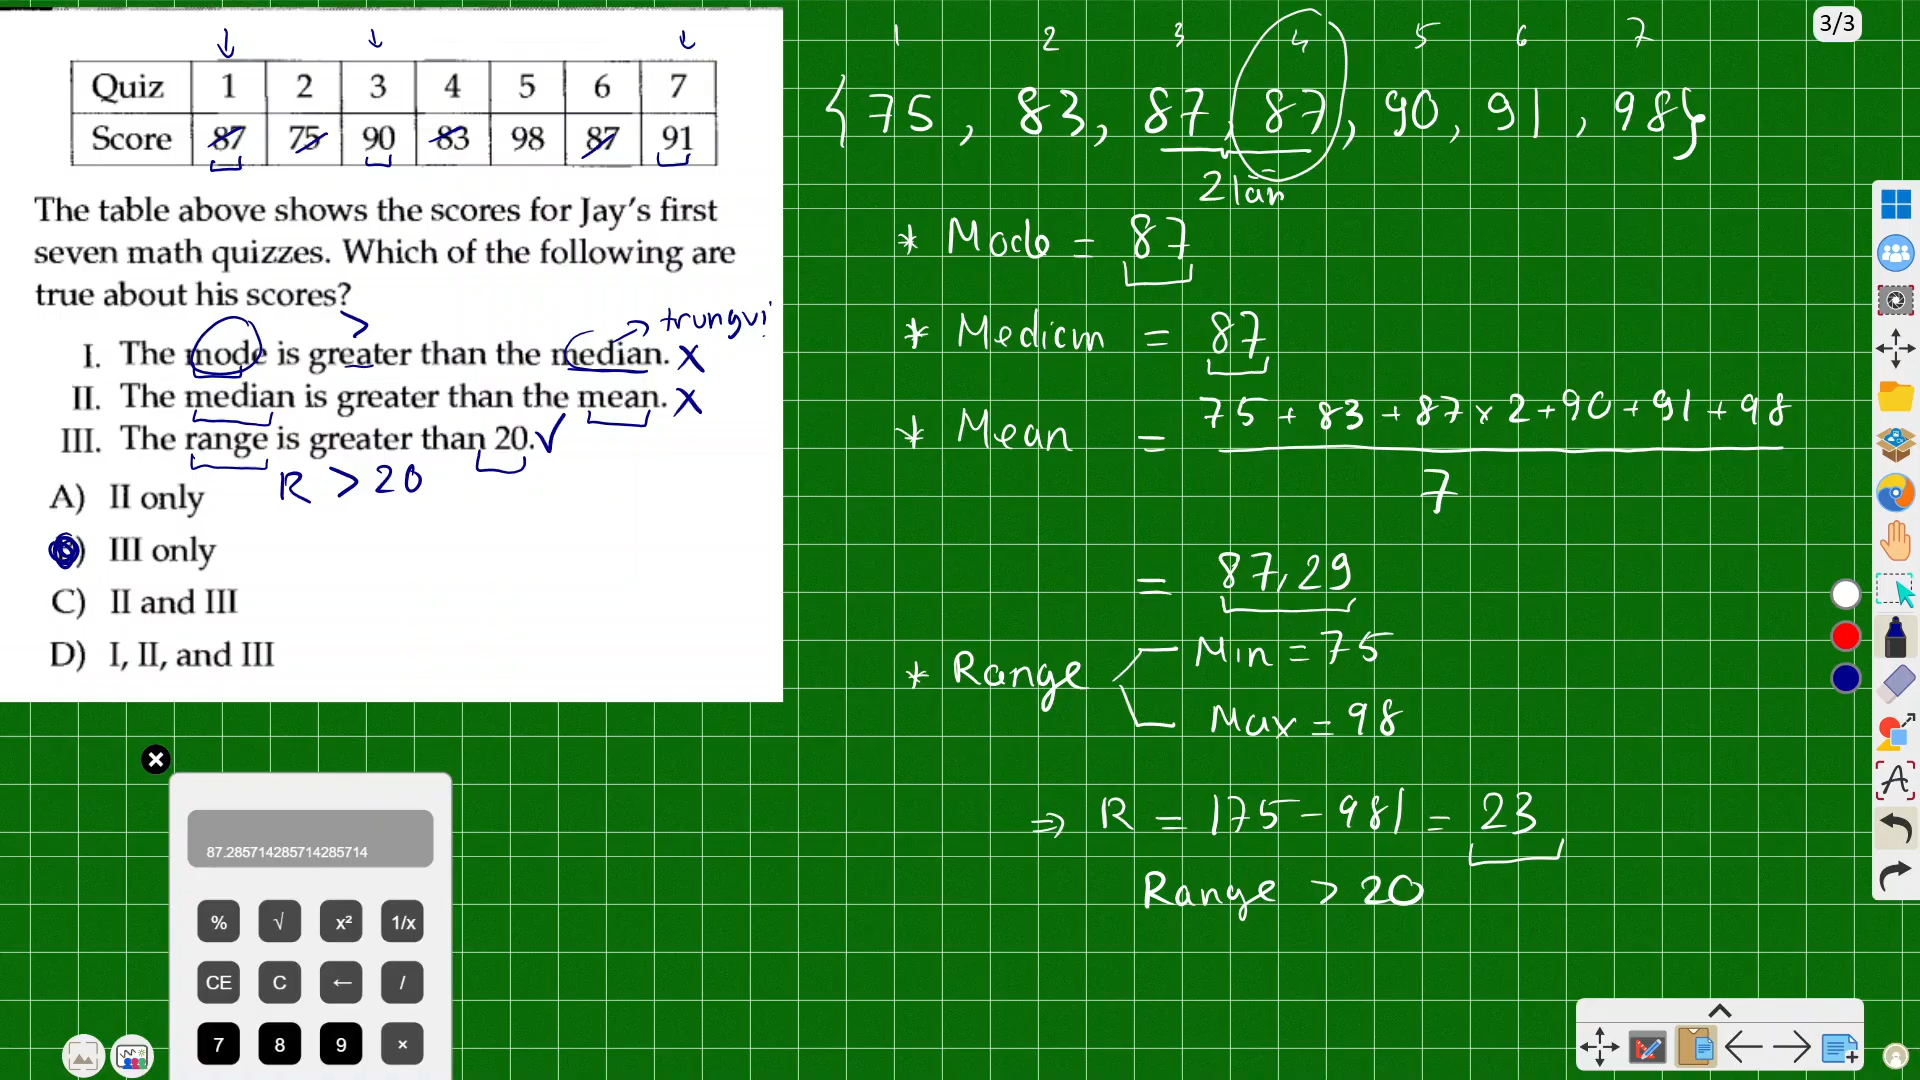 3/3
Quiz 1 2 3 4 5 6 7
Score 87 75 90 83 98 87 91
The table above shows the scores for Jay's first
seven math quizzes. Which of the following are
true about his scores?
> trung vị
I. The mode is greater than the median. X
II. The median is greater than the mean. X
III. The range is greater than 20. ✓
R > 20
A) II only
) III only
C) II and III
D) I, II, and III
1 2 3 4 5 6 7
{75, 83, 87, 87, 90, 91, 98}
2 lần
* Mode = 87
* Median = 87
* Mean = 75 + 83 + 87 × 2 + 90 + 91 + 98
7
= 87,29
* Range Min = 75
Max = 98
⇒ R = |75 - 98| = 23
Range > 20
87.285714285714285714
% √ x² 1/x
CE C ← /
7 8 9 ×